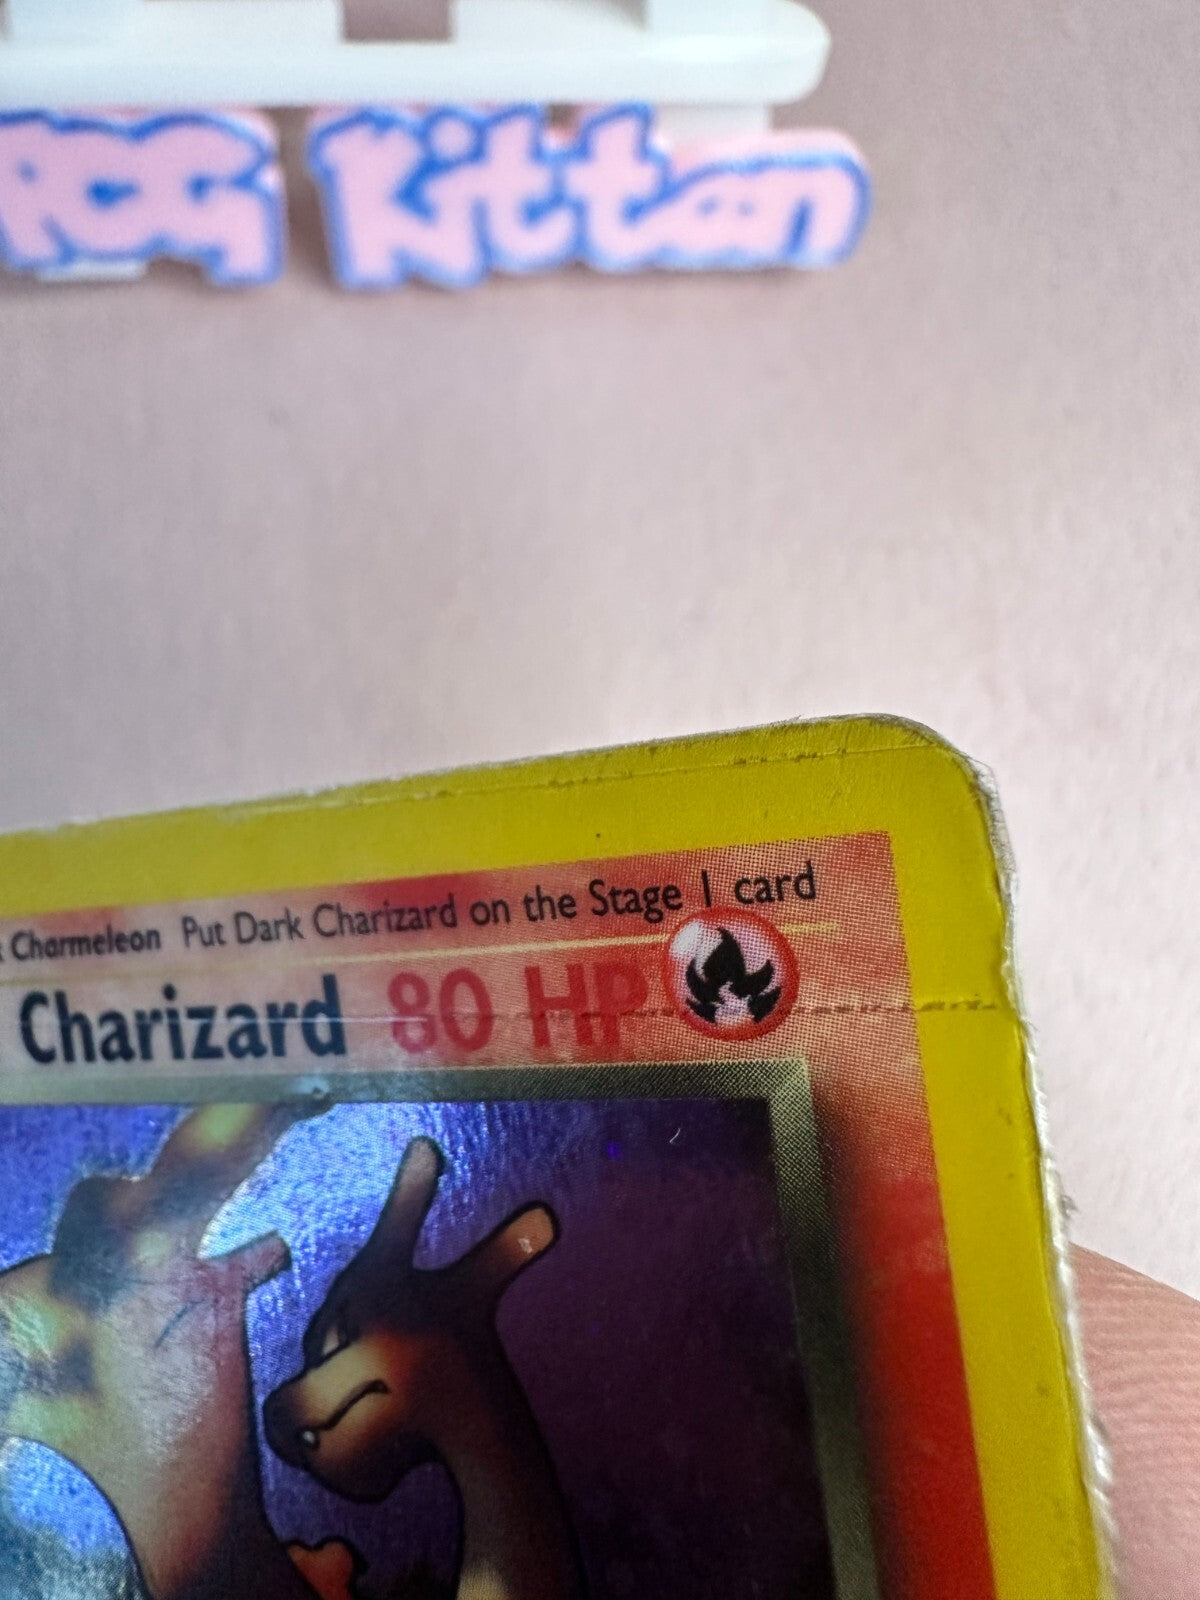 Kitten
Charmeleon Put Dark Charizard on the Stage 1 card
Charizard 80 HP